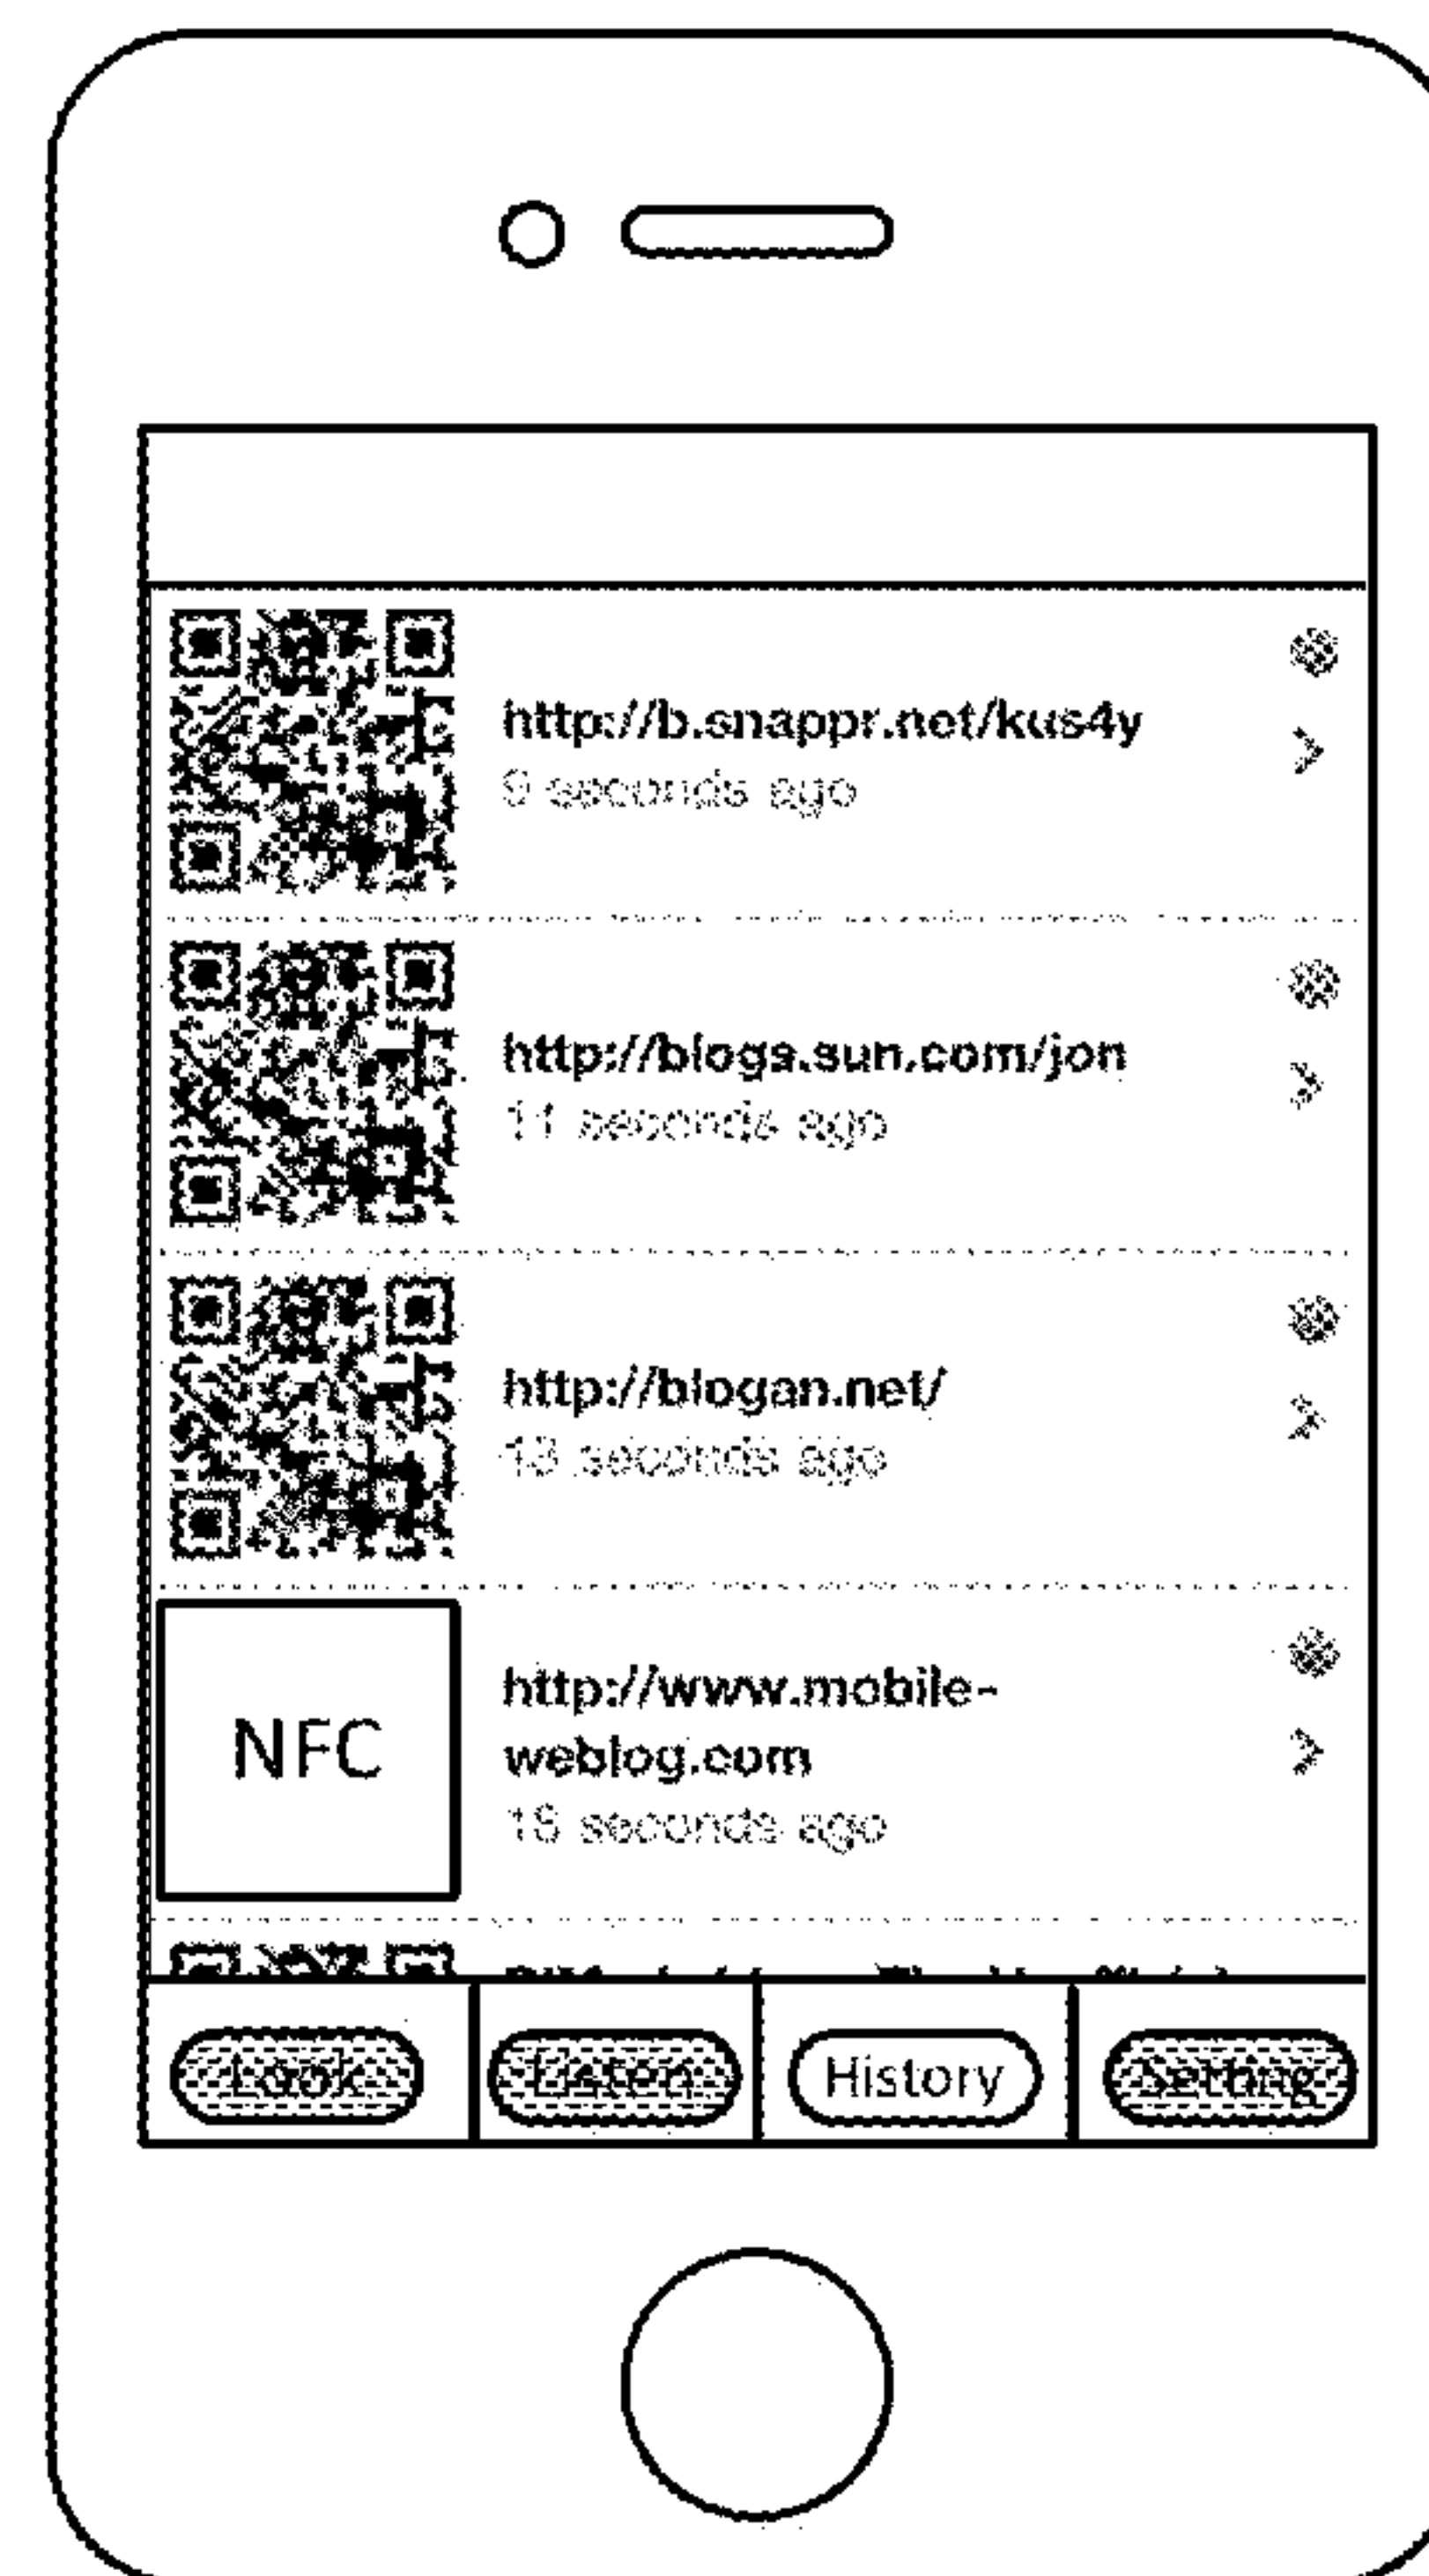 http://b.snappr.net/kus4y
9 seconds ago
http://blogs.sun.com/jon
11 seconds ago
http://blogan.net/
13 seconds ago
NFC
http://www.mobile-
weblog.com
seconds ago
Look
Listen
History
Setting